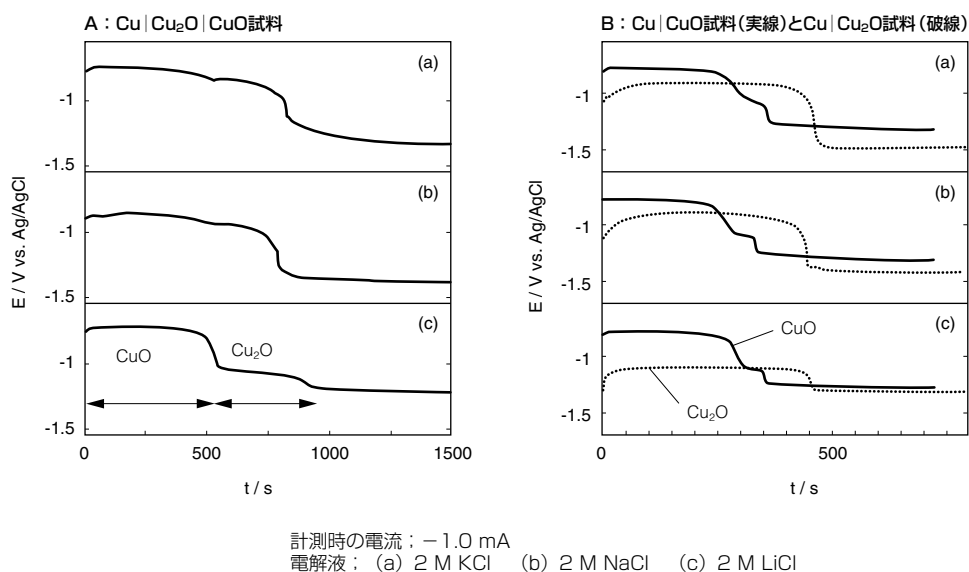 A：Cu｜Cu₂O｜CuO試料
(a)
-1
-1.5
(b)
-1
-1.5
(c)
CuO
Cu₂O
-1
-1.5
0
500
1000
1500
E / V vs. Ag/AgCl
t / s
B：Cu｜CuO試料（実線）とCu｜Cu₂O試料（破線）
(a)
-1
-1.5
(b)
-1
-1.5
(c)
CuO
Cu₂O
-1
-1.5
0
500
E / V vs. Ag/AgCl
t / s
計測時の電流；－1.0 mA
電解液；(a) 2 M KCl (b) 2 M NaCl (c) 2 M LiCl